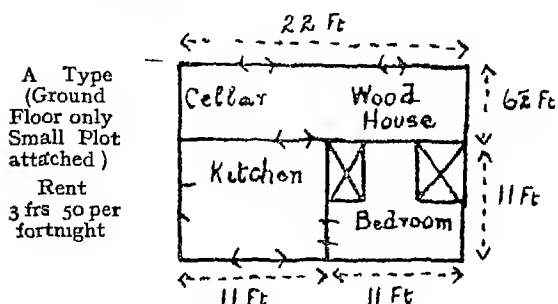 22 Ft
A Type
(Ground
Floor only
Small Plot
attached)
Rent
3 frs 50 per
fortnight
Cellar
Wood
House
6½ Ft
Kitchen
Bedroom
11 Ft
11 Ft
11 Ft